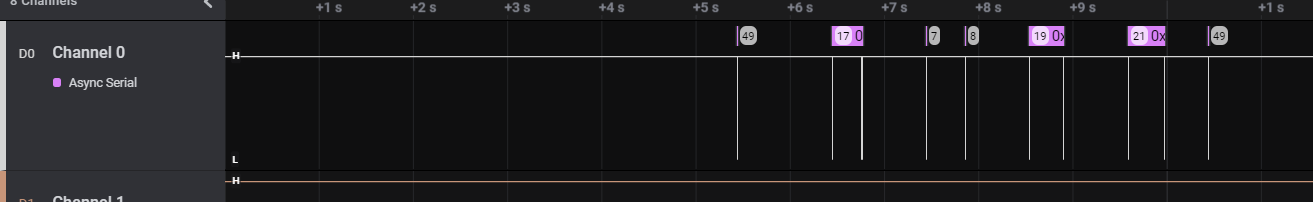 8 Channels
+1 s +2 s +3 s +4 s +5 s +6 s +7 s +8 s +9 s +1 s
49 17 0 7 8 19 0x 21 0x 49
D0 Channel 0
H
Async Serial
L
H
D1 Channel 1